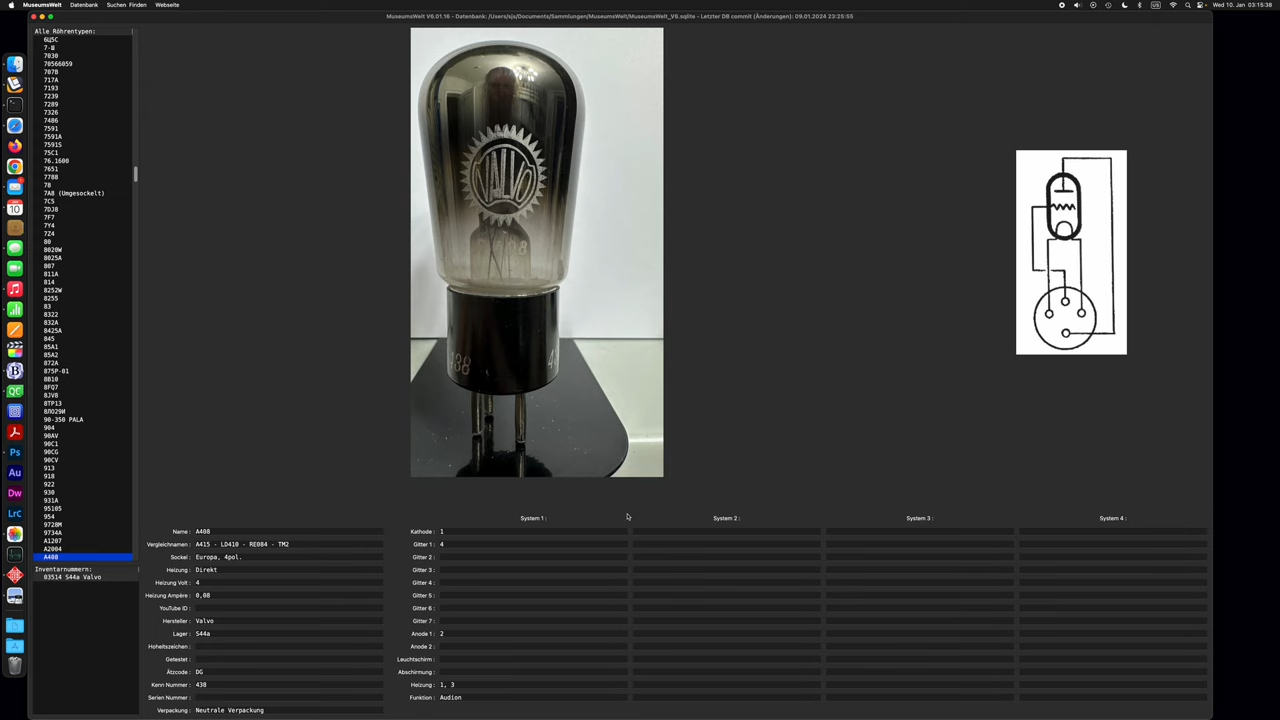 MuseumsWelt Datenbank Suchen Finden Webseite
US
Wed 10. Jan 03:15:38
MuseumsWelt V6.01.16 - Datenbank: /Users/sjs/Documents/Sammlungen/MuseumsWelt/MuseumsWelt_V6.sqlite - Letzter DB commit (Änderungen): 09.01.2024 23:25:55
Alle Röhrentypen:
6Ц5С
7-Ш
7030
70566059
707B
717A
7193
7239
7289
7326
7486
7591
7591A
7591S
75C1
76.1600
7651
7788
78
7A8 (Umgesockelt)
7C5
7DJ8
7F7
7Y4
7Z4
80
8020W
8025A
807
811A
814
8252W
8255
83
8322
832A
8425A
845
85A1
85A2
872A
875P-01
8B10
8FQ7
8JV8
8TP13
8ЛО29И
90-350 PALA
904
90AV
90C1
90CG
90CV
913
918
922
930
931A
95105
954
9728M
9734A
A1207
A2004
A408
Inventarnummern:
03514 S44a Valvo
VALVO
438
System 1 :
System 2 :
System 3 :
System 4 :
Name : A408
Vergleichnamen : A415 - LD410 - RE084 - TM2
Sockel : Europa, 4pol.
Heizung : Direkt
Heizung Volt : 4
Heizung Ampère : 0,08
YouTube ID :
Hersteller : Valvo
Lager : S44a
Hoheitszeichen :
Getestet :
Ätzcode : DG
Kenn Nummer : 438
Serien Nummer :
Verpackung : Neutrale Verpackung
Kathode : 1
Gitter 1 : 4
Gitter 2 :
Gitter 3 :
Gitter 4 :
Gitter 5 :
Gitter 6 :
Gitter 7 :
Anode 1 : 2
Anode 2 :
Leuchtschirm :
Abschirmung :
Heizung : 1, 3
Funktion : Audion